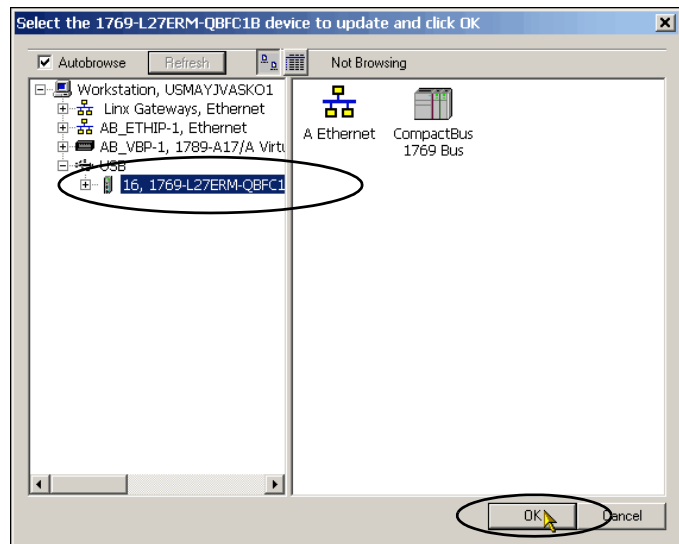 Select the 1769-L27ERM-QBFC1B device to update and click OK
Autobrowse Refresh Not Browsing
Workstation, USMAYJVASKO1
Linx Gateways, Ethernet
AB_ETHIP-1, Ethernet
AB_VBP-1, 1789-A17/A Virtu
USB
16, 1769-L27ERM-QBFC1
A Ethernet
CompactBus
1769 Bus
OK Cancel